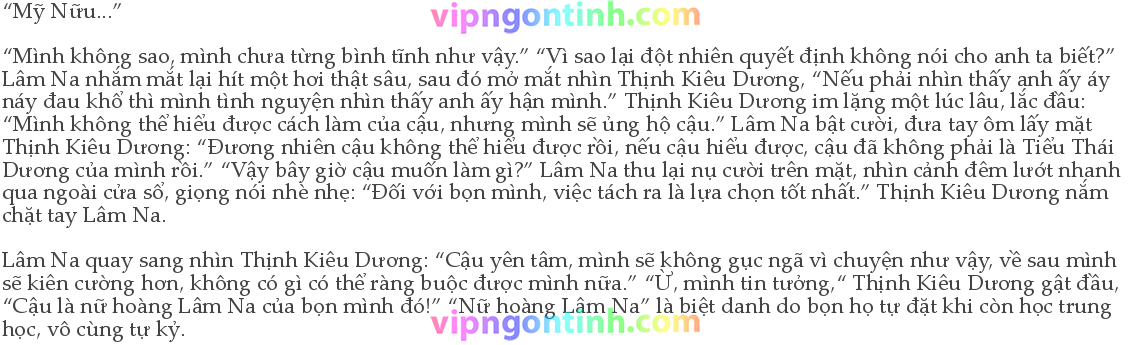 “Mỹ Nữu...”
vipngontinh.com
“Mình không sao, mình chưa từng bình tĩnh như vậy.” “Vì sao lại đột nhiên quyết định không nói cho anh ta biết?”
Lâm Na nhắm mắt lại hít một hơi thật sâu, sau đó mở mắt nhìn Thịnh Kiêu Dương, “Nếu phải nhìn thấy anh ấy áy
náy đau khổ thì mình tình nguyện nhìn thấy anh ấy hận mình.” Thịnh Kiêu Dương im lặng một lúc lâu, lắc đầu:
“Mình không thể hiểu được cách làm của cậu, nhưng mình sẽ ủng hộ cậu.” Lâm Na bật cười, đưa tay ôm lấy mặt
Thịnh Kiêu Dương: “Đương nhiên cậu không thể hiểu được rồi, nếu cậu hiểu được, cậu đã không phải là Tiểu Thái
Dương của mình rồi.” “Vậy bây giờ cậu muốn làm gì?” Lâm Na thu lại nụ cười trên mặt, nhìn cảnh đêm lướt nhanh
qua ngoài cửa sổ, giọng nói nhè nhẹ: “Đối với bọn mình, việc tách ra là lựa chọn tốt nhất.” Thịnh Kiêu Dương nắm
chặt tay Lâm Na.
Lâm Na quay sang nhìn Thịnh Kiêu Dương: “Cậu yên tâm, mình sẽ không gục ngã vì chuyện như vậy, về sau mình
sẽ kiên cường hơn, không có gì có thể ràng buộc được mình nữa.” “Ừ, mình tin tưởng,“ Thịnh Kiêu Dương gật đầu,
“Cậu là nữ hoàng Lâm Na của bọn mình đó!” “Nữ hoàng Lâm Na” là biệt danh do bọn họ tự đặt khi còn học trung
học, vô cùng tự kỷ.
vipngontinh.com